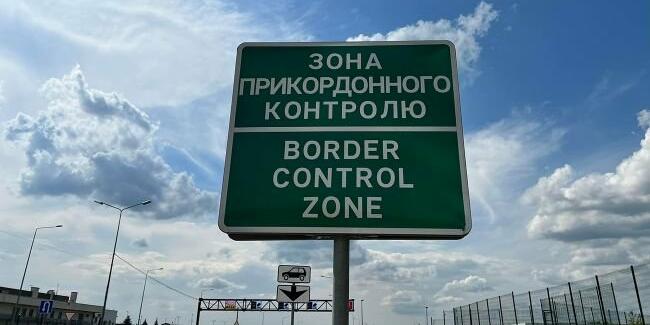 ЗОНА
ПРИКОРДОННОГО
КОНТРОЛЮ
BORDER
CONTROL
ZONE